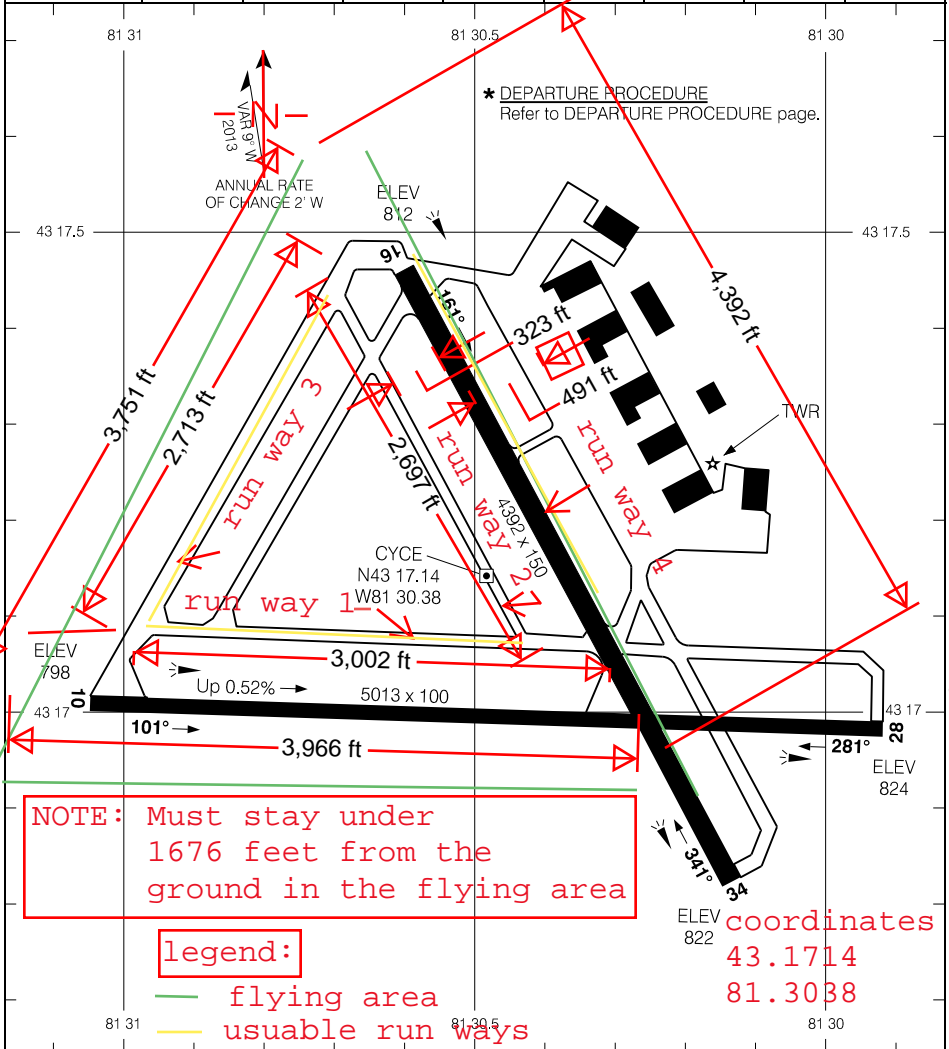 81 31
81 30.5
81 30
* DEPARTURE PROCEDURE
Refer to DEPARTURE PROCEDURE page.
N
VAR 9° W
2013
ANNUAL RATE
OF CHANGE 2' W
ELEV
812
43 17.5
43 17.5
16
161°
323 ft
491 ft
4,392 ft
3,751 ft
2,713 ft
run way 3
2,697 ft
run way 2
run way 4
TWR
4392 x 150
CYCE
N43 17.14
W81 30.38
run way 1
ELEV
798
3,002 ft
Up 0.52%
5013 x 100
10
43 17
43 17
28
101°
3,966 ft
281°
ELEV
824
NOTE: Must stay under
1676 feet from the
ground in the flying area
341°
34
ELEV
822
coordinates
43.1714
81.3038
legend:
flying area
usuable run ways
81 31
81 30.5
81 30